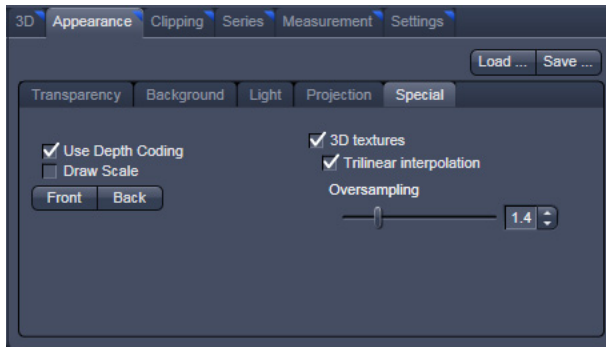 3D Appearance Clipping Series Measurement Settings
Load ... Save ...
Transparency Background Light Projection Special
Use Depth Coding
Draw Scale
Front Back
3D textures
Trilinear interpolation
Oversampling
1.4